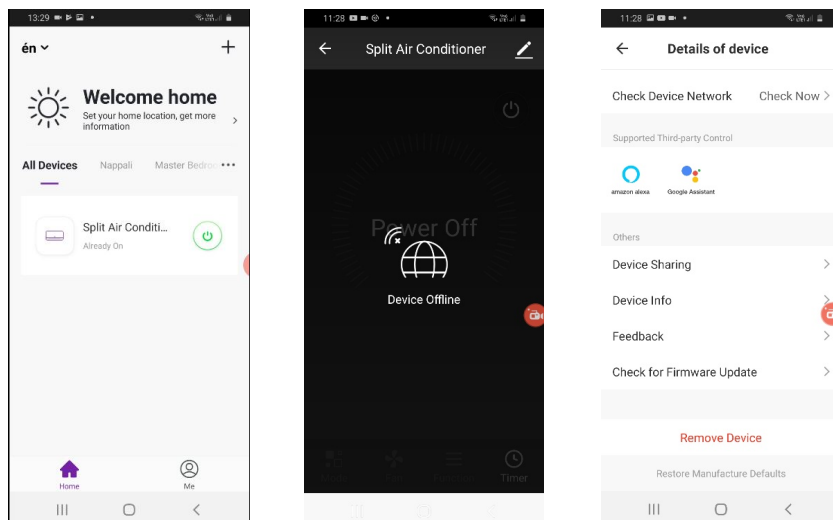 13:29
én
Welcome home
Set your home location, get more
information
All Devices Nappali Master Bedro
Split Air Conditi...
Already On
Home Me
11:28
Split Air Conditioner
Power Off
Device Offline
Timer
11:28
Details of device
Check Device Network Check Now
Supported Third-party Control
amazon alexa Google Assistant
Others
Device Sharing
Device Info
Feedback
Check for Firmware Update
Remove Device
Restore Manufacture Defaults